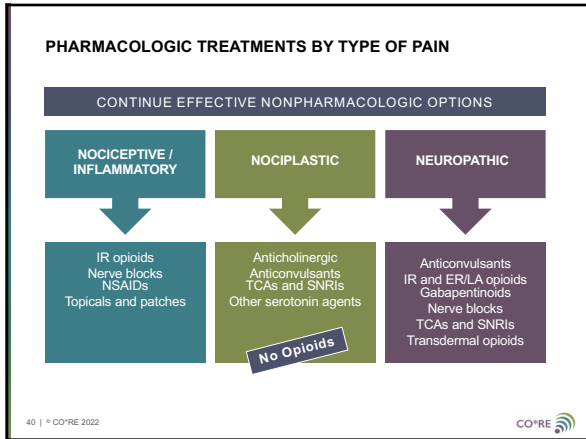 PHARMACOLOGIC TREATMENTS BY TYPE OF PAIN
CONTINUE EFFECTIVE NONPHARMACOLOGIC OPTIONS
NOCICEPTIVE /
INFLAMMATORY
IR opioids
Nerve blocks
NSAIDs
Topicals and patches
NOCIPLASTIC
Anticholinergic
Anticonvulsants
TCAs and SNRIs
Other serotonin agents
No Opioids
NEUROPATHIC
Anticonvulsants
IR and ER/LA opioids
Gabapentinoids
Nerve blocks
TCAs and SNRIs
Transdermal opioids
40 | © CO*RE 2022
CO*RE